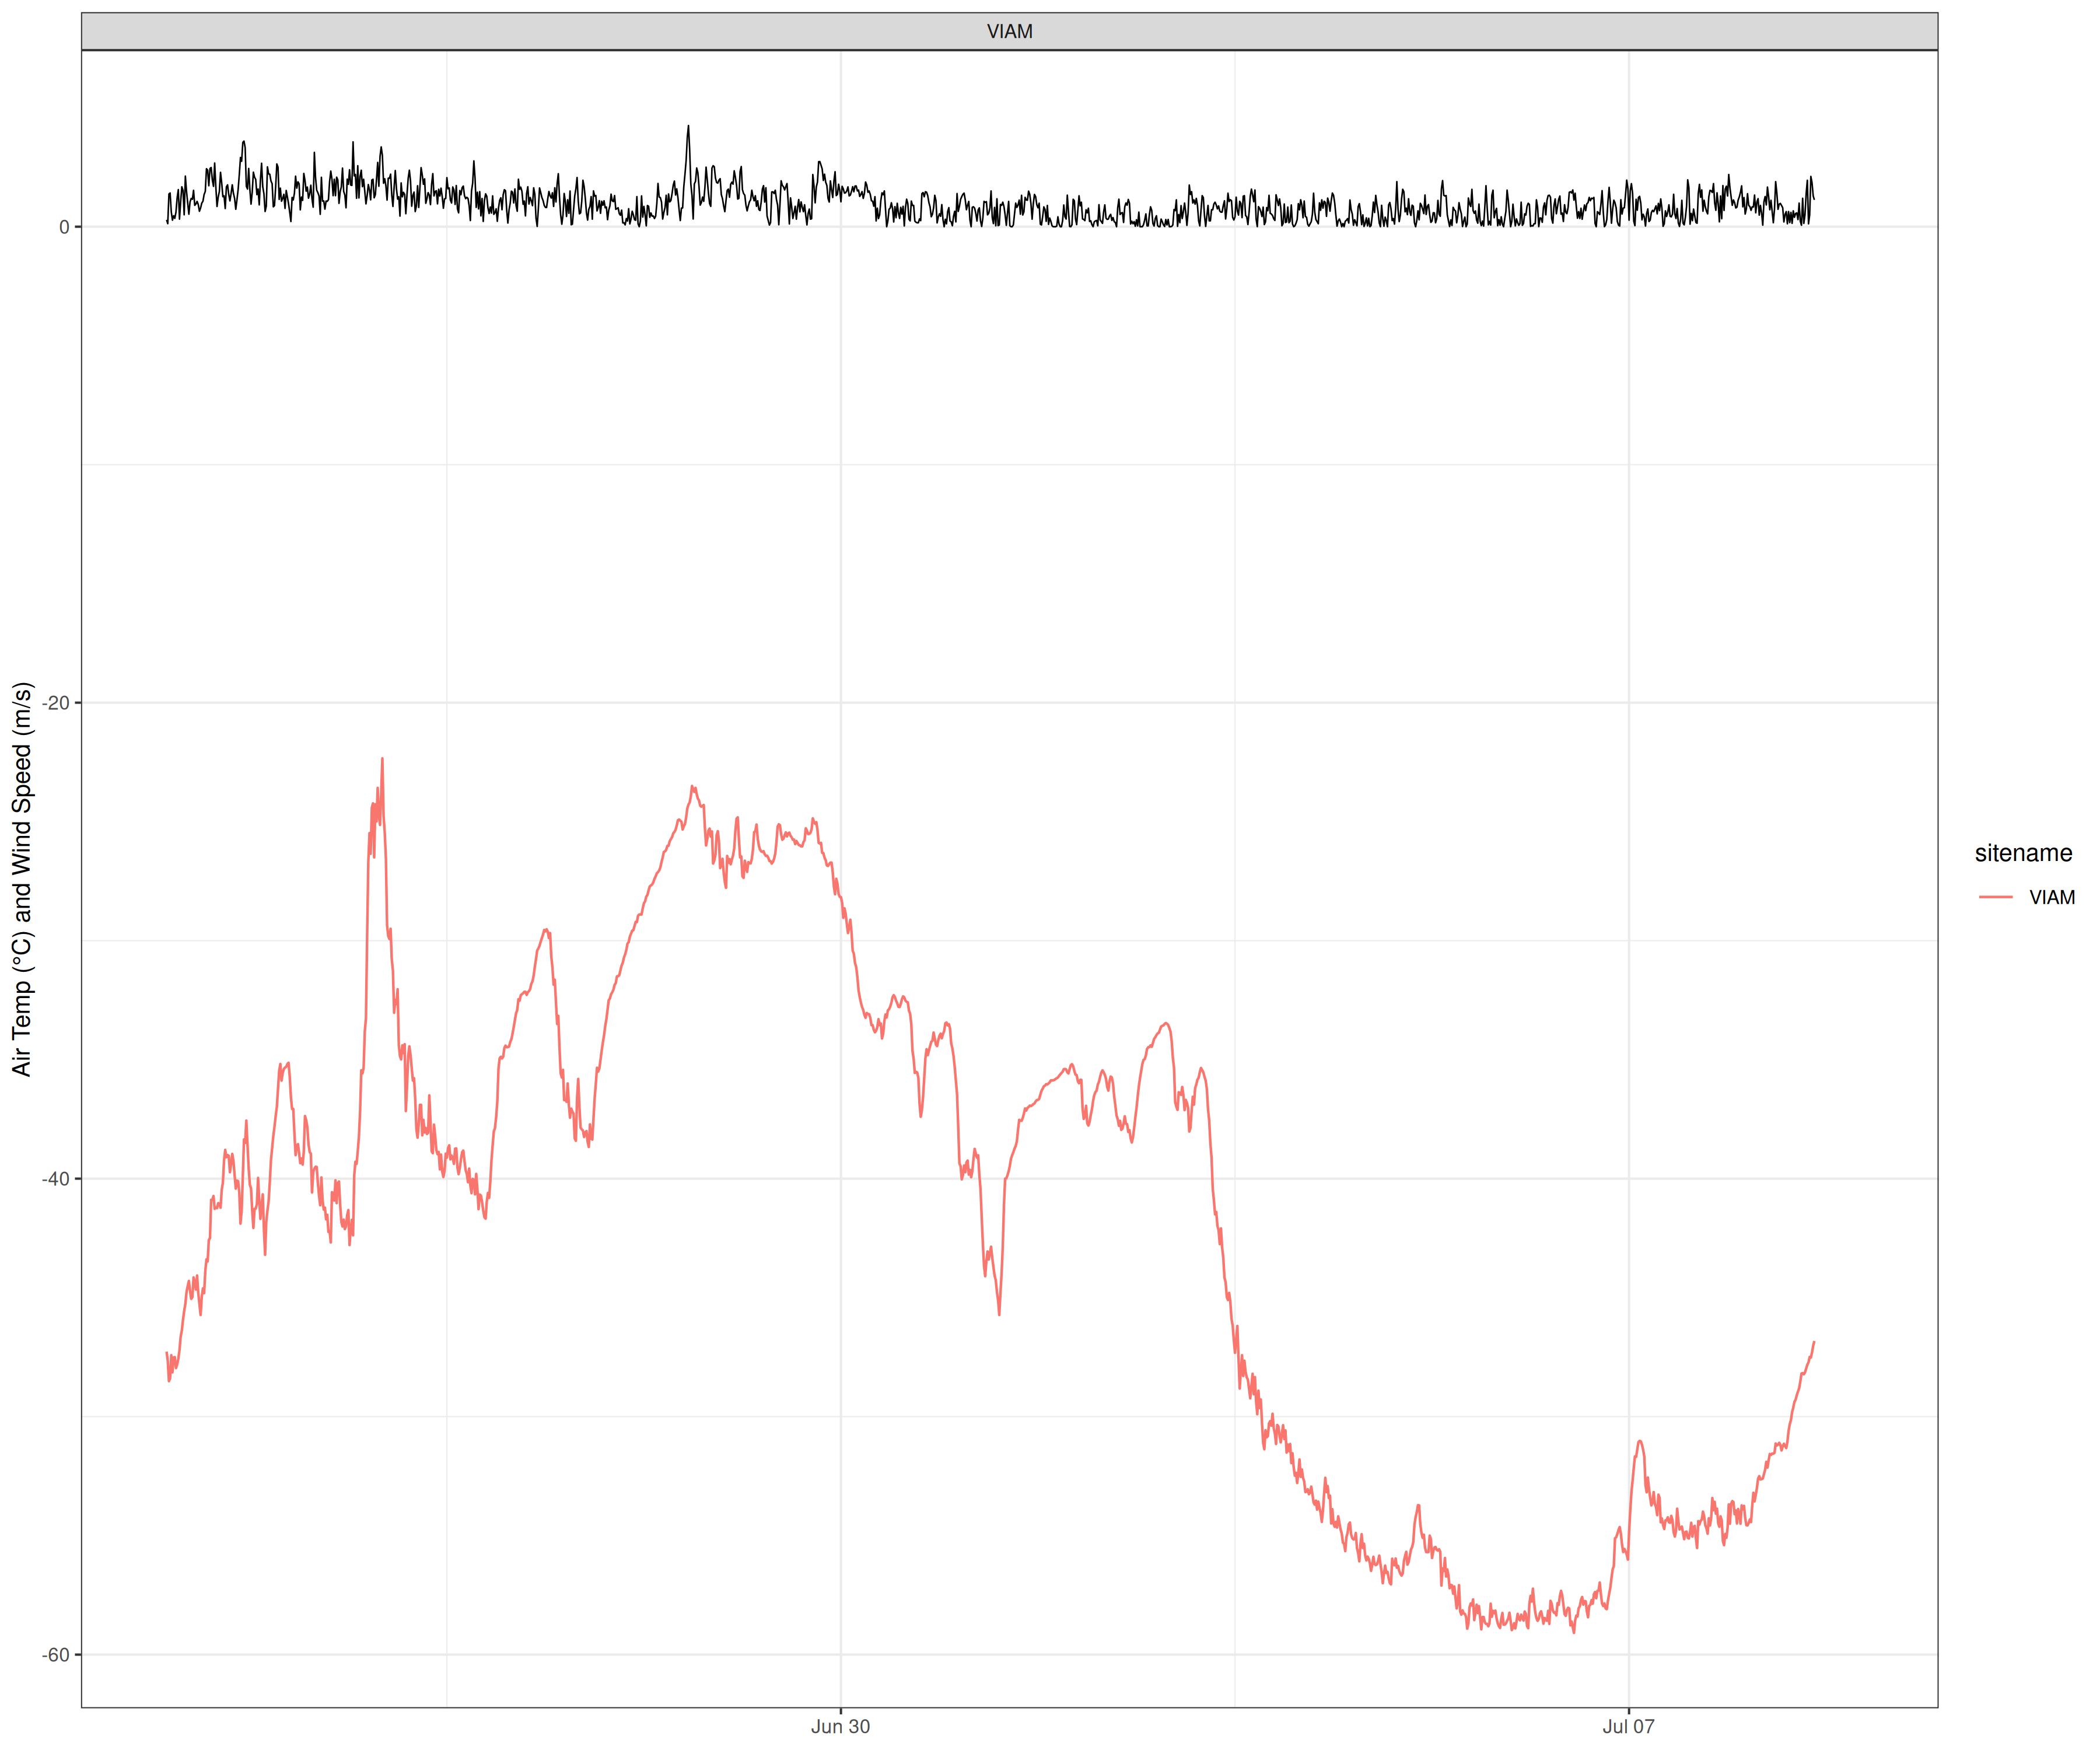 VIAM
Air Temp (°C) and Wind Speed (m/s)
0
-20
-40
-60
Jun 30
Jul 07
sitename
VIAM